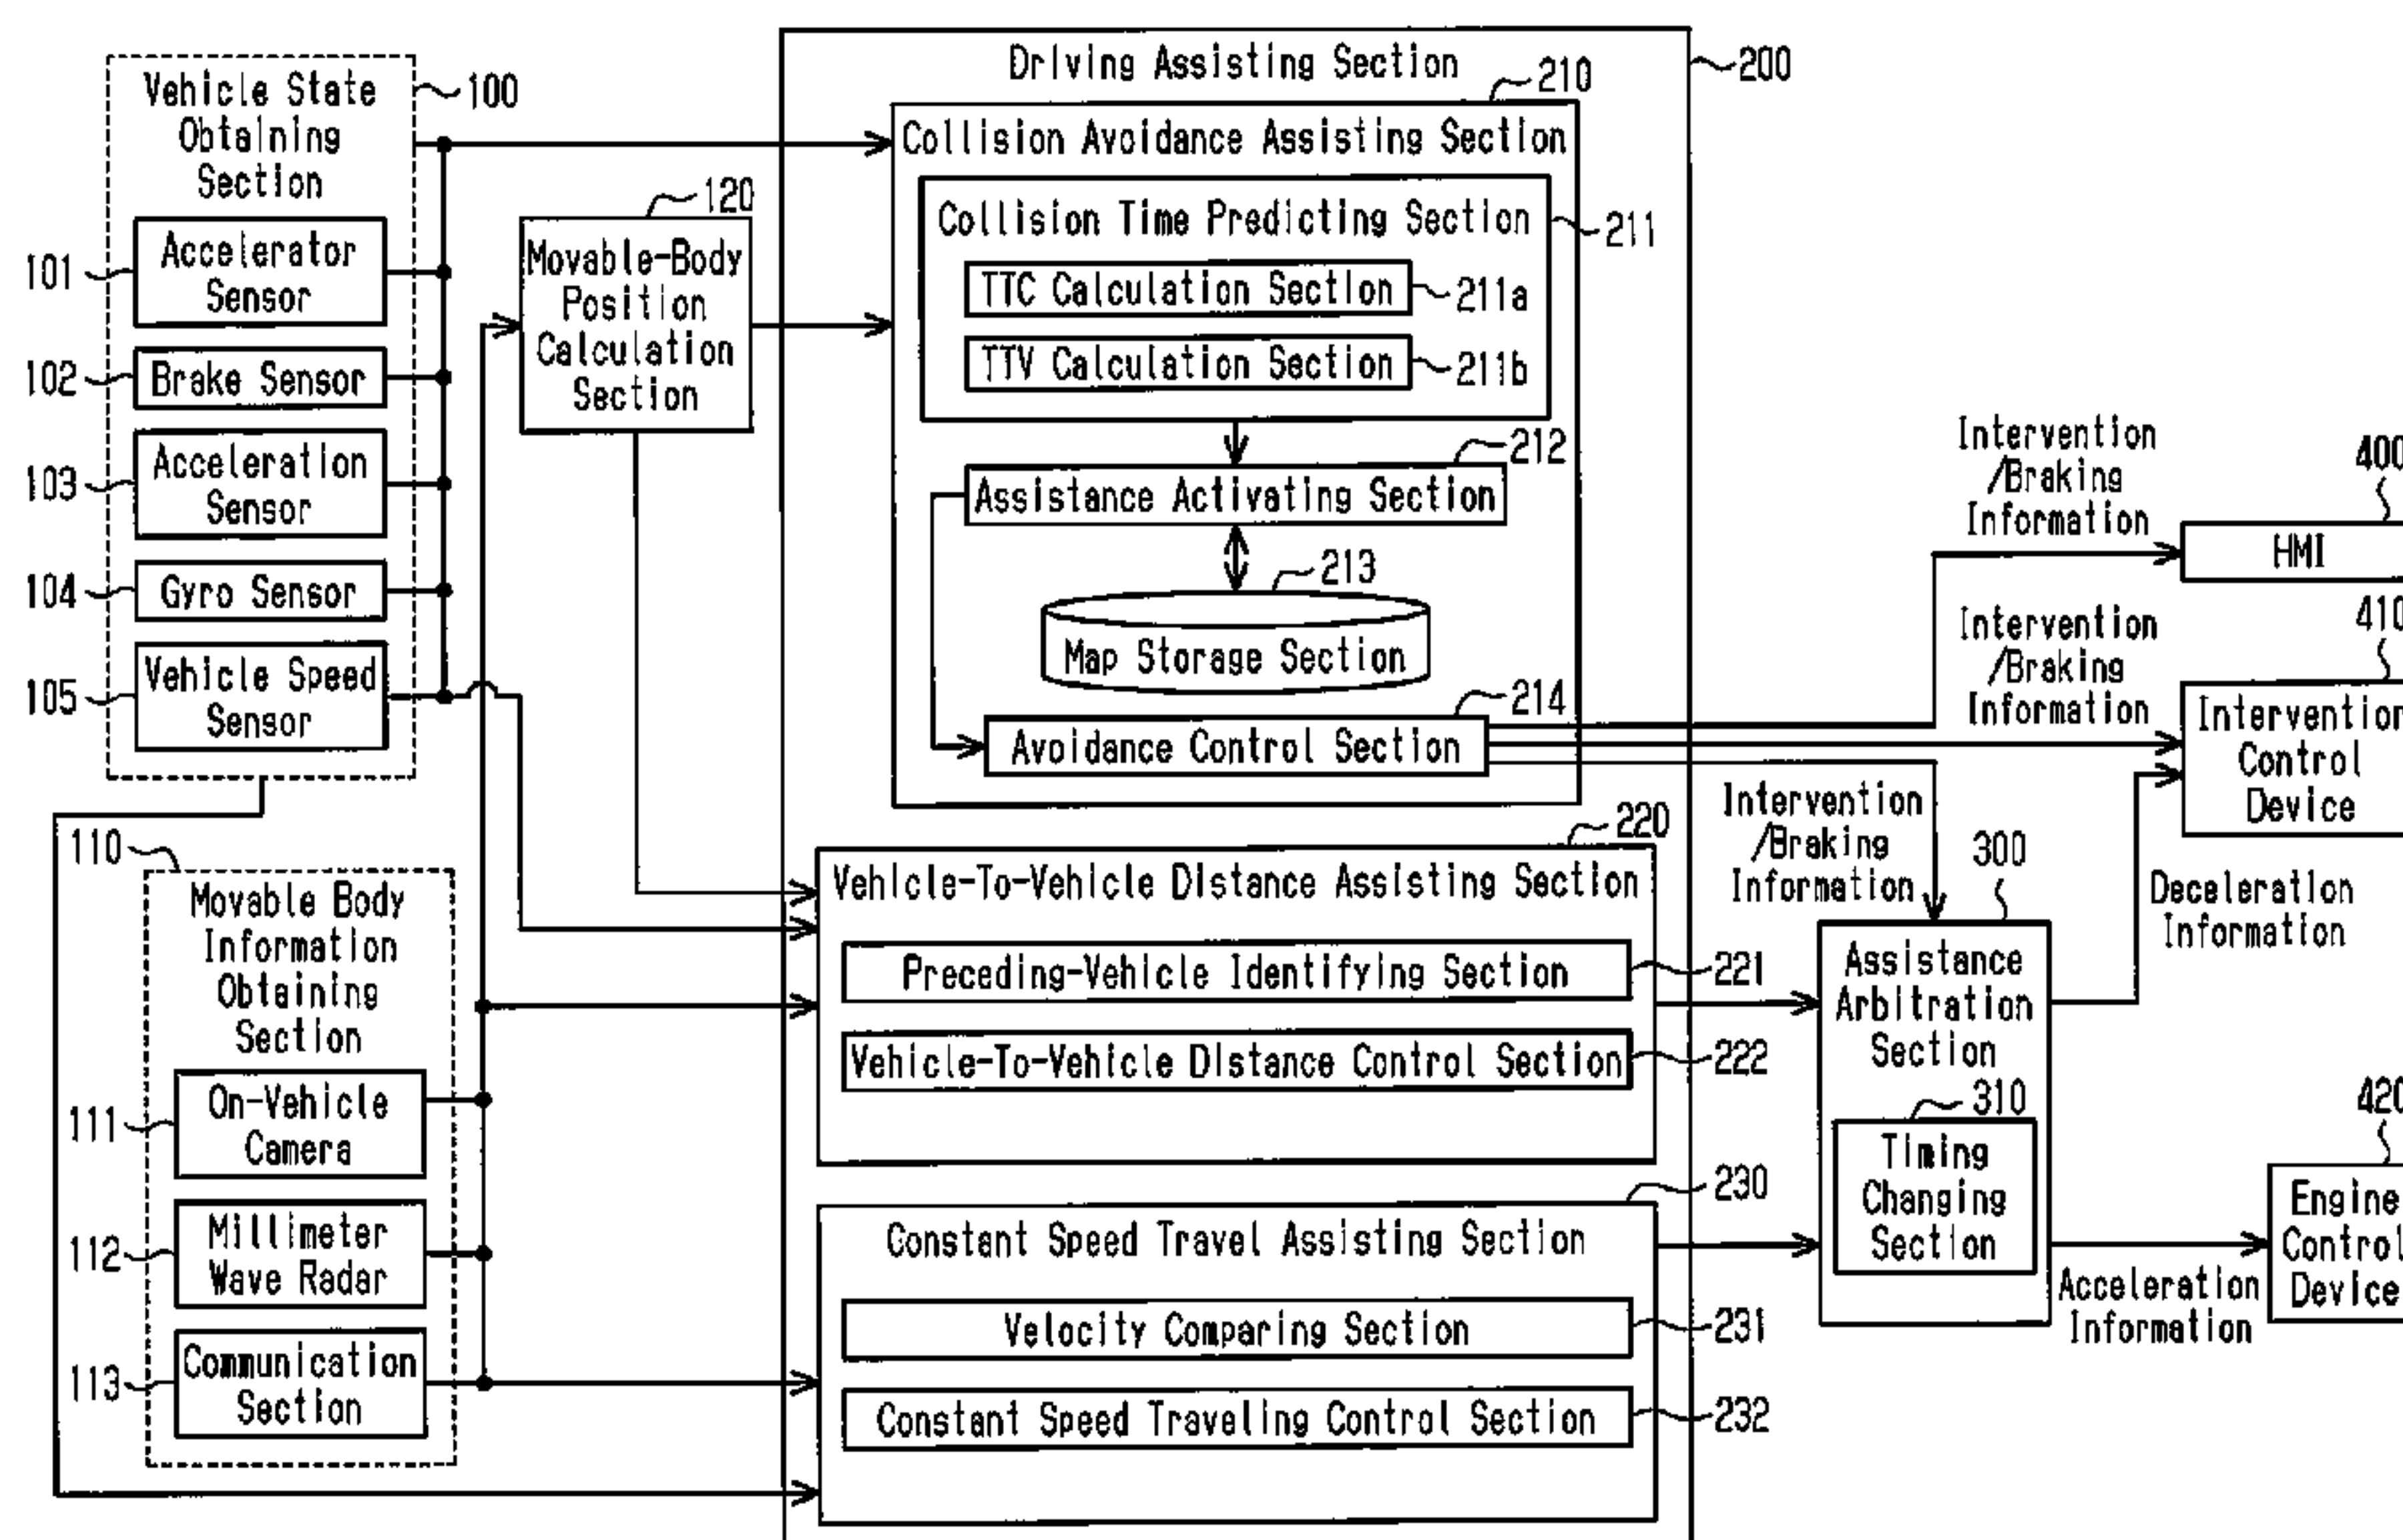 Driving Assisting Section
200
Vehicle State
Obtaining
Section
100
Accelerator
Sensor
101
Brake Sensor
102
Acceleration
Sensor
103
Gyro Sensor
104
Vehicle Speed
Sensor
105
110
Movable Body
Information
Obtaining
Section
On-Vehicle
Camera
111
Millimeter
Wave Radar
112
Communication
Section
113
120
Movable-Body
Position
Calculation
Section
210
Collision Avoidance Assisting Section
Collision Time Predicting Section
211
TTC Calculation Section
211a
TTV Calculation Section
211b
212
Assistance Activating Section
213
Map Storage Section
214
Avoidance Control Section
220
Vehicle-To-Vehicle Distance Assisting Section
Preceding-Vehicle Identifying Section
221
Vehicle-To-Vehicle Distance Control Section
222
230
Constant Speed Travel Assisting Section
Velocity Comparing Section
231
Constant Speed Traveling Control Section
232
Intervention
/Braking
Information
400
HMI
Intervention
/Braking
Information
410
Intervention
Control
Device
Intervention
/Braking
Information
300
Assistance
Arbitration
Section
310
Timing
Changing
Section
Deceleration
Information
Acceleration
Information
420
Engine
Control
Device